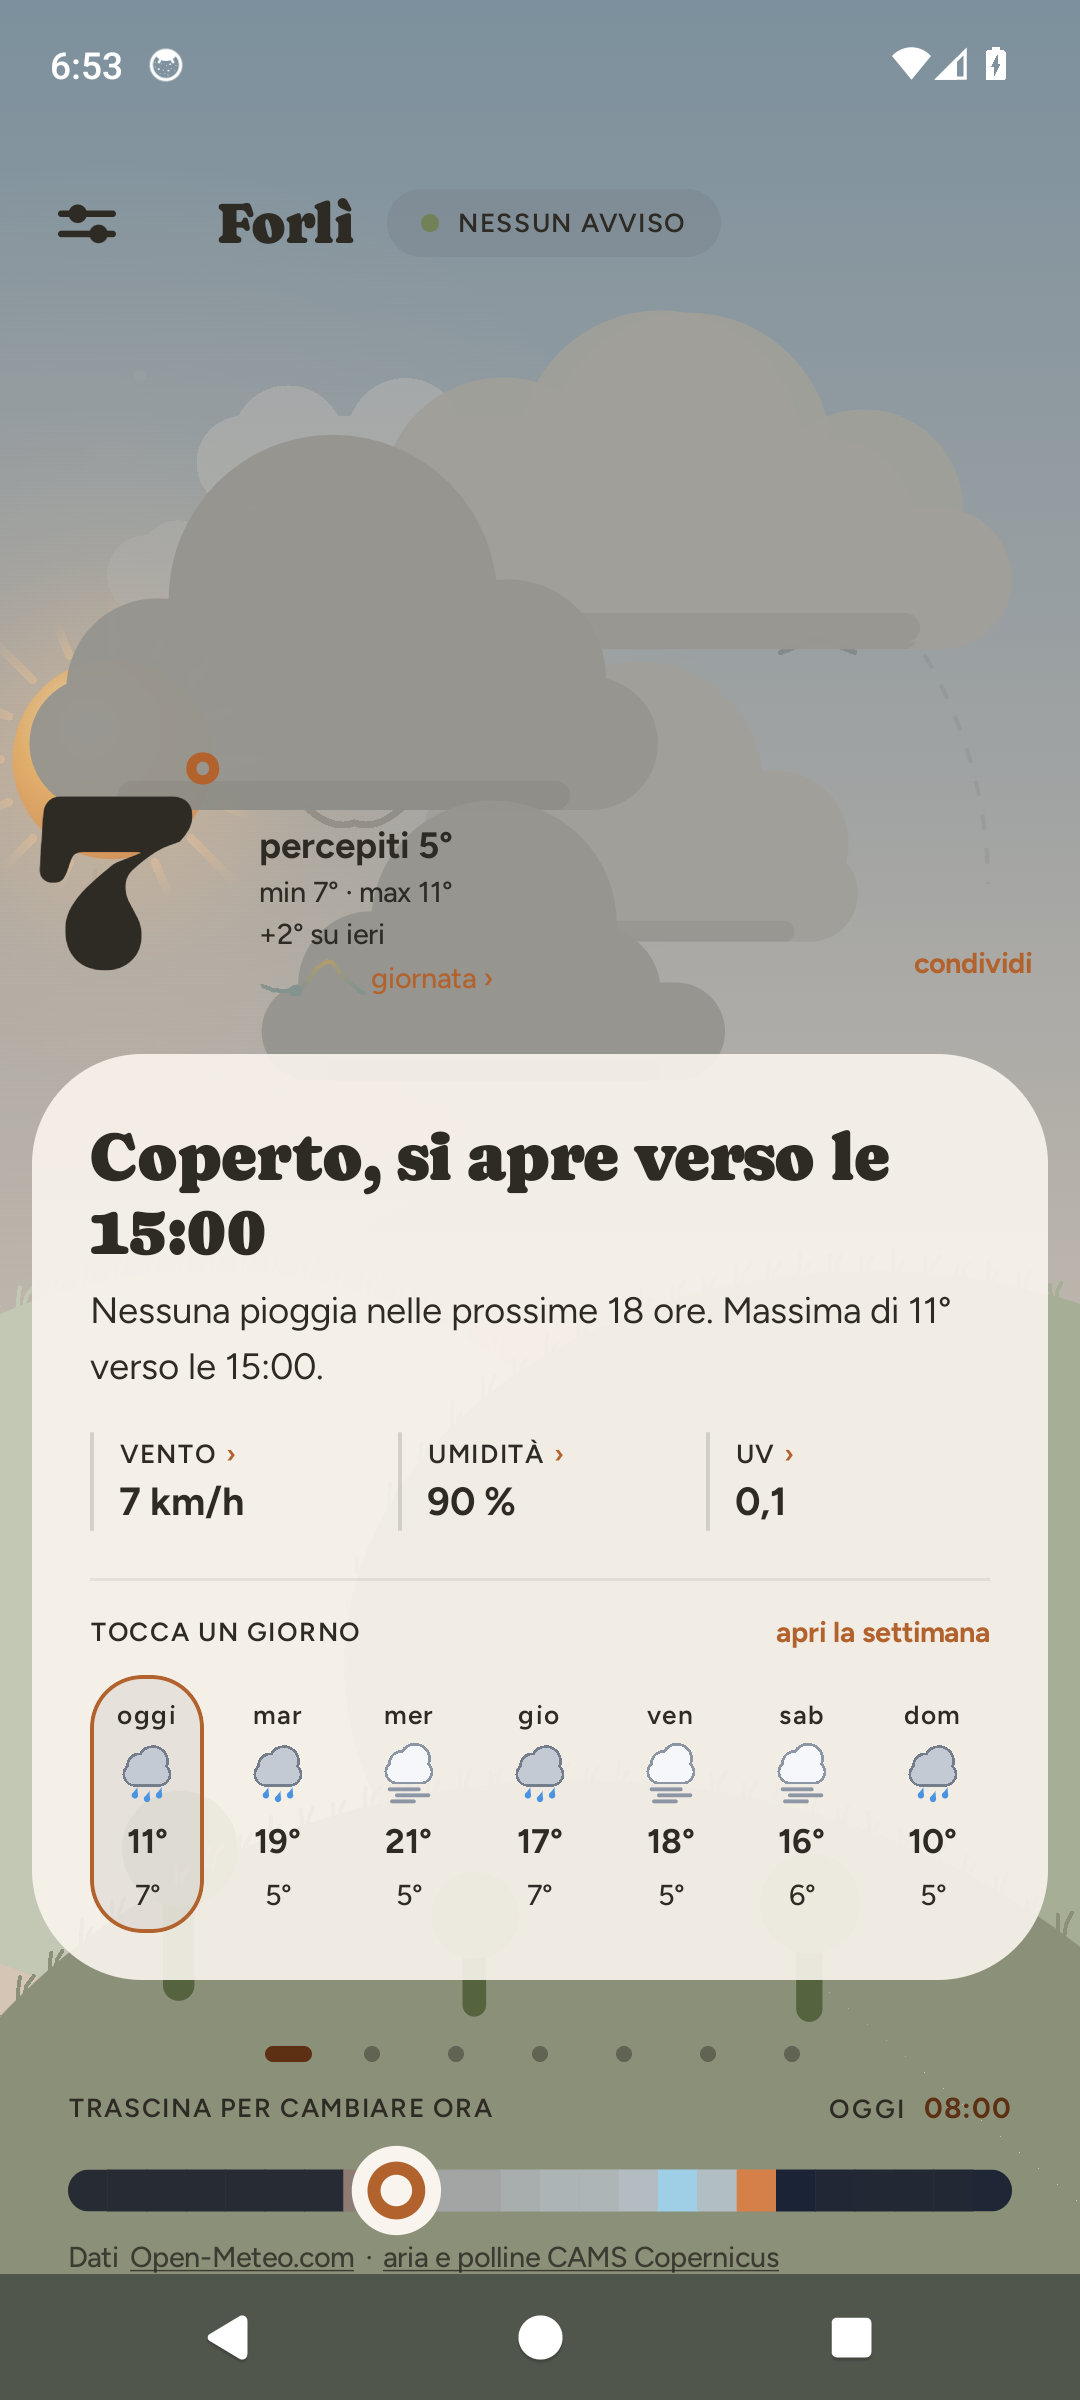 6:53
Forlì
NESSUN AVVISO
7
percepiti 5°
min 7° · max 11°
+2° su ieri
giornata ›
condividi
Coperto, si apre verso le
15:00
Nessuna pioggia nelle prossime 18 ore. Massima di 11°
verso le 15:00.
VENTO › UMIDITÀ › UV ›
7 km/h 90 % 0,1
TOCCA UN GIORNO apri la settimana
oggi mar mer gio ven sab dom
11° 19° 21° 17° 18° 16° 10°
7° 5° 5° 7° 5° 6° 5°
TRASCINA PER CAMBIARE ORA OGGI 08:00
Dati Open-Meteo.com · aria e polline CAMS Copernicus